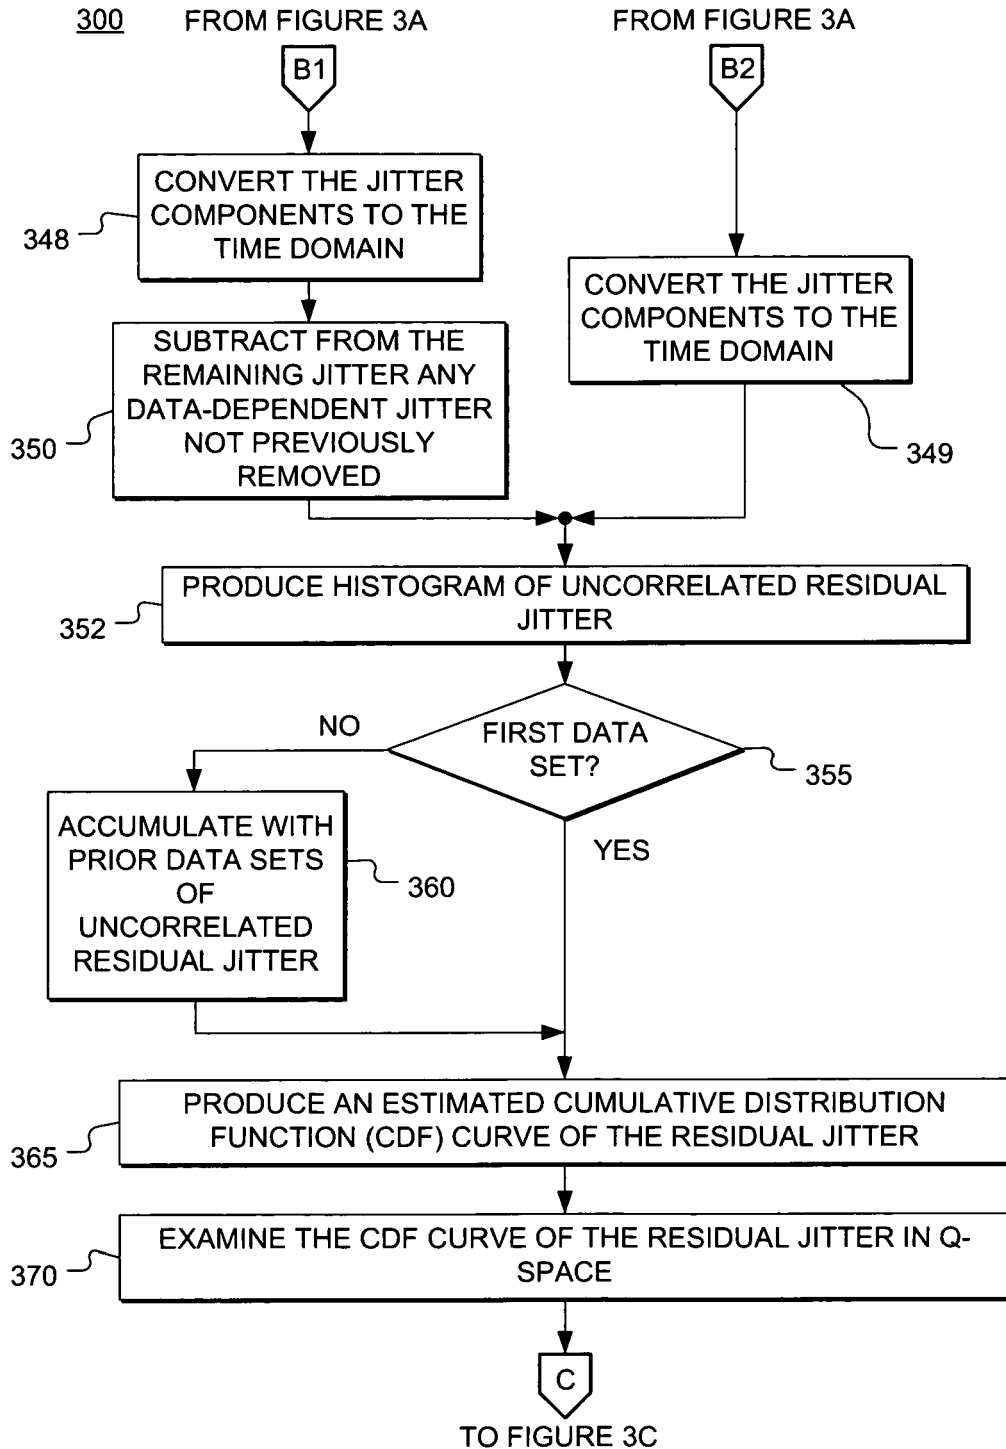 300
FROM FIGURE 3A
FROM FIGURE 3A
B1
B2
CONVERT THE JITTER
COMPONENTS TO THE
TIME DOMAIN
348
CONVERT THE JITTER
COMPONENTS TO THE
TIME DOMAIN
349
SUBTRACT FROM THE
REMAINING JITTER ANY
DATA-DEPENDENT JITTER
NOT PREVIOUSLY
REMOVED
350
PRODUCE HISTOGRAM OF UNCORRELATED RESIDUAL
JITTER
352
FIRST DATA
SET?
355
NO
YES
ACCUMULATE WITH
PRIOR DATA SETS
OF
UNCORRELATED
RESIDUAL JITTER
360
PRODUCE AN ESTIMATED CUMULATIVE DISTRIBUTION
FUNCTION (CDF) CURVE OF THE RESIDUAL JITTER
365
EXAMINE THE CDF CURVE OF THE RESIDUAL JITTER IN Q-
SPACE
370
C
TO FIGURE 3C